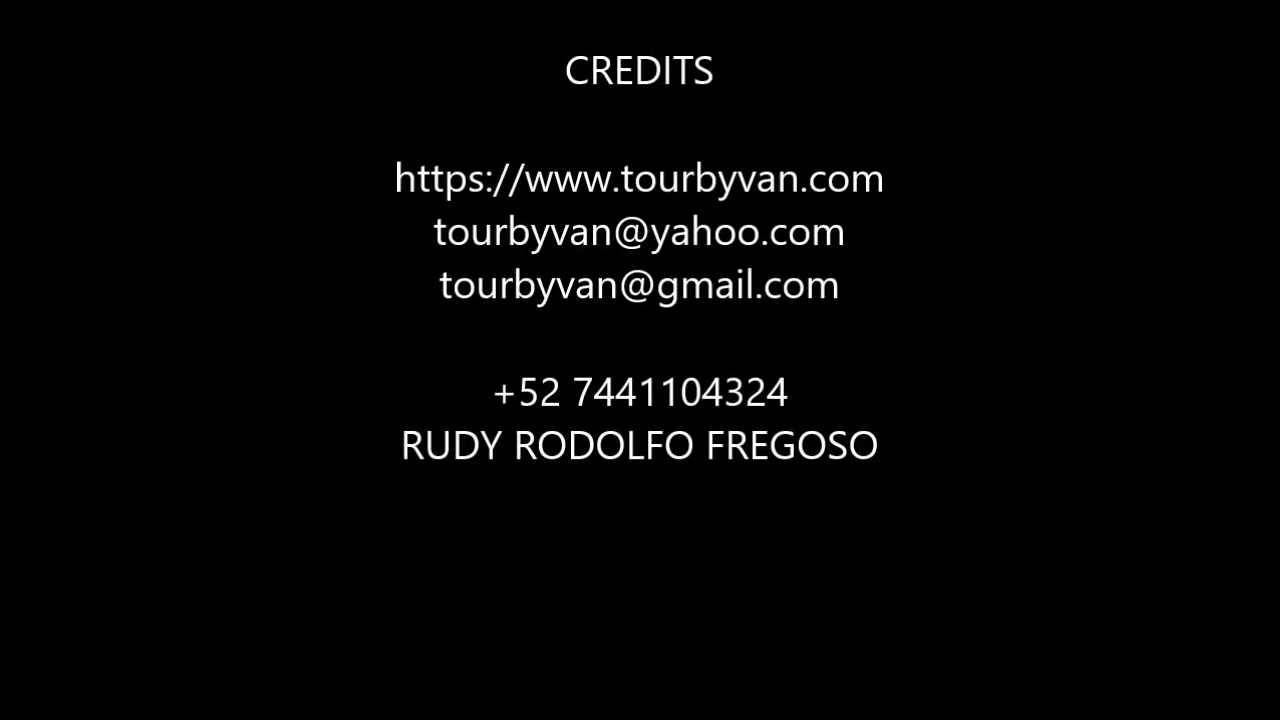 CREDITS
https://www.tourbyvan.com
tourbyvan@yahoo.com
tourbyvan@gmail.com
+52 7441104324
RUDY RODOLFO FREGOSO